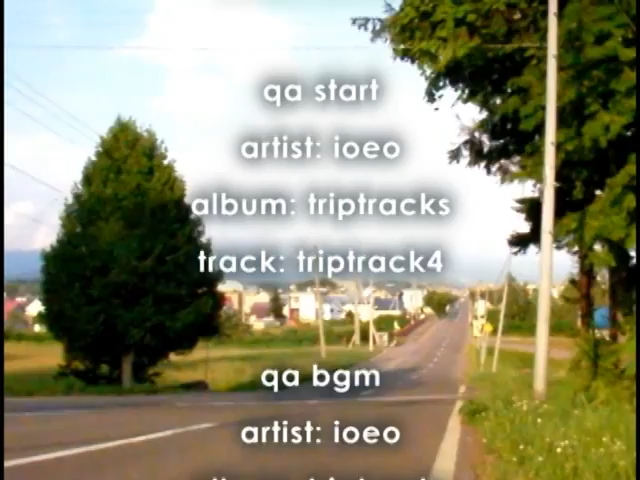 qa start
artist: ioeo
album: triptracks
track: triptrack4
qa bgm
artist: ioeo